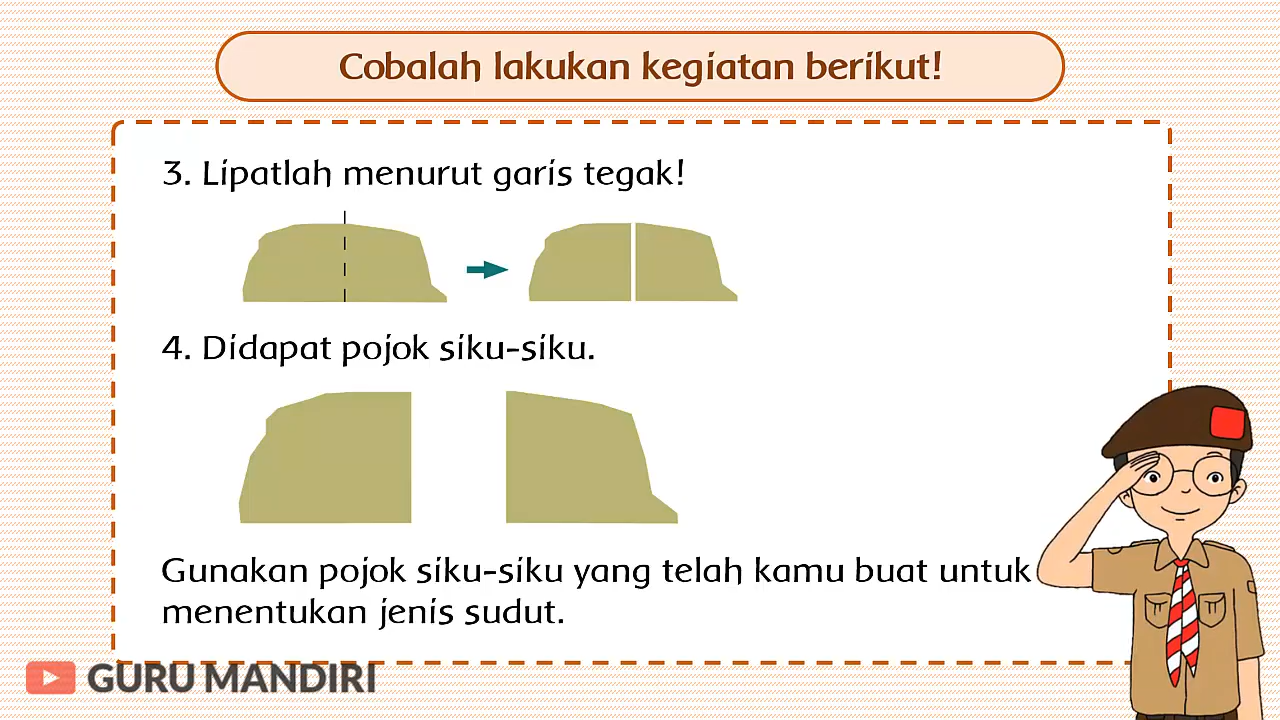 Cobalah lakukan kegiatan berikut!
3. Lipatlah menurut garis tegak!
4. Didapat pojok siku-siku.
Gunakan pojok siku-siku yang telah kamu buat untuk
menentukan jenis sudut.
GURU MANDIRI